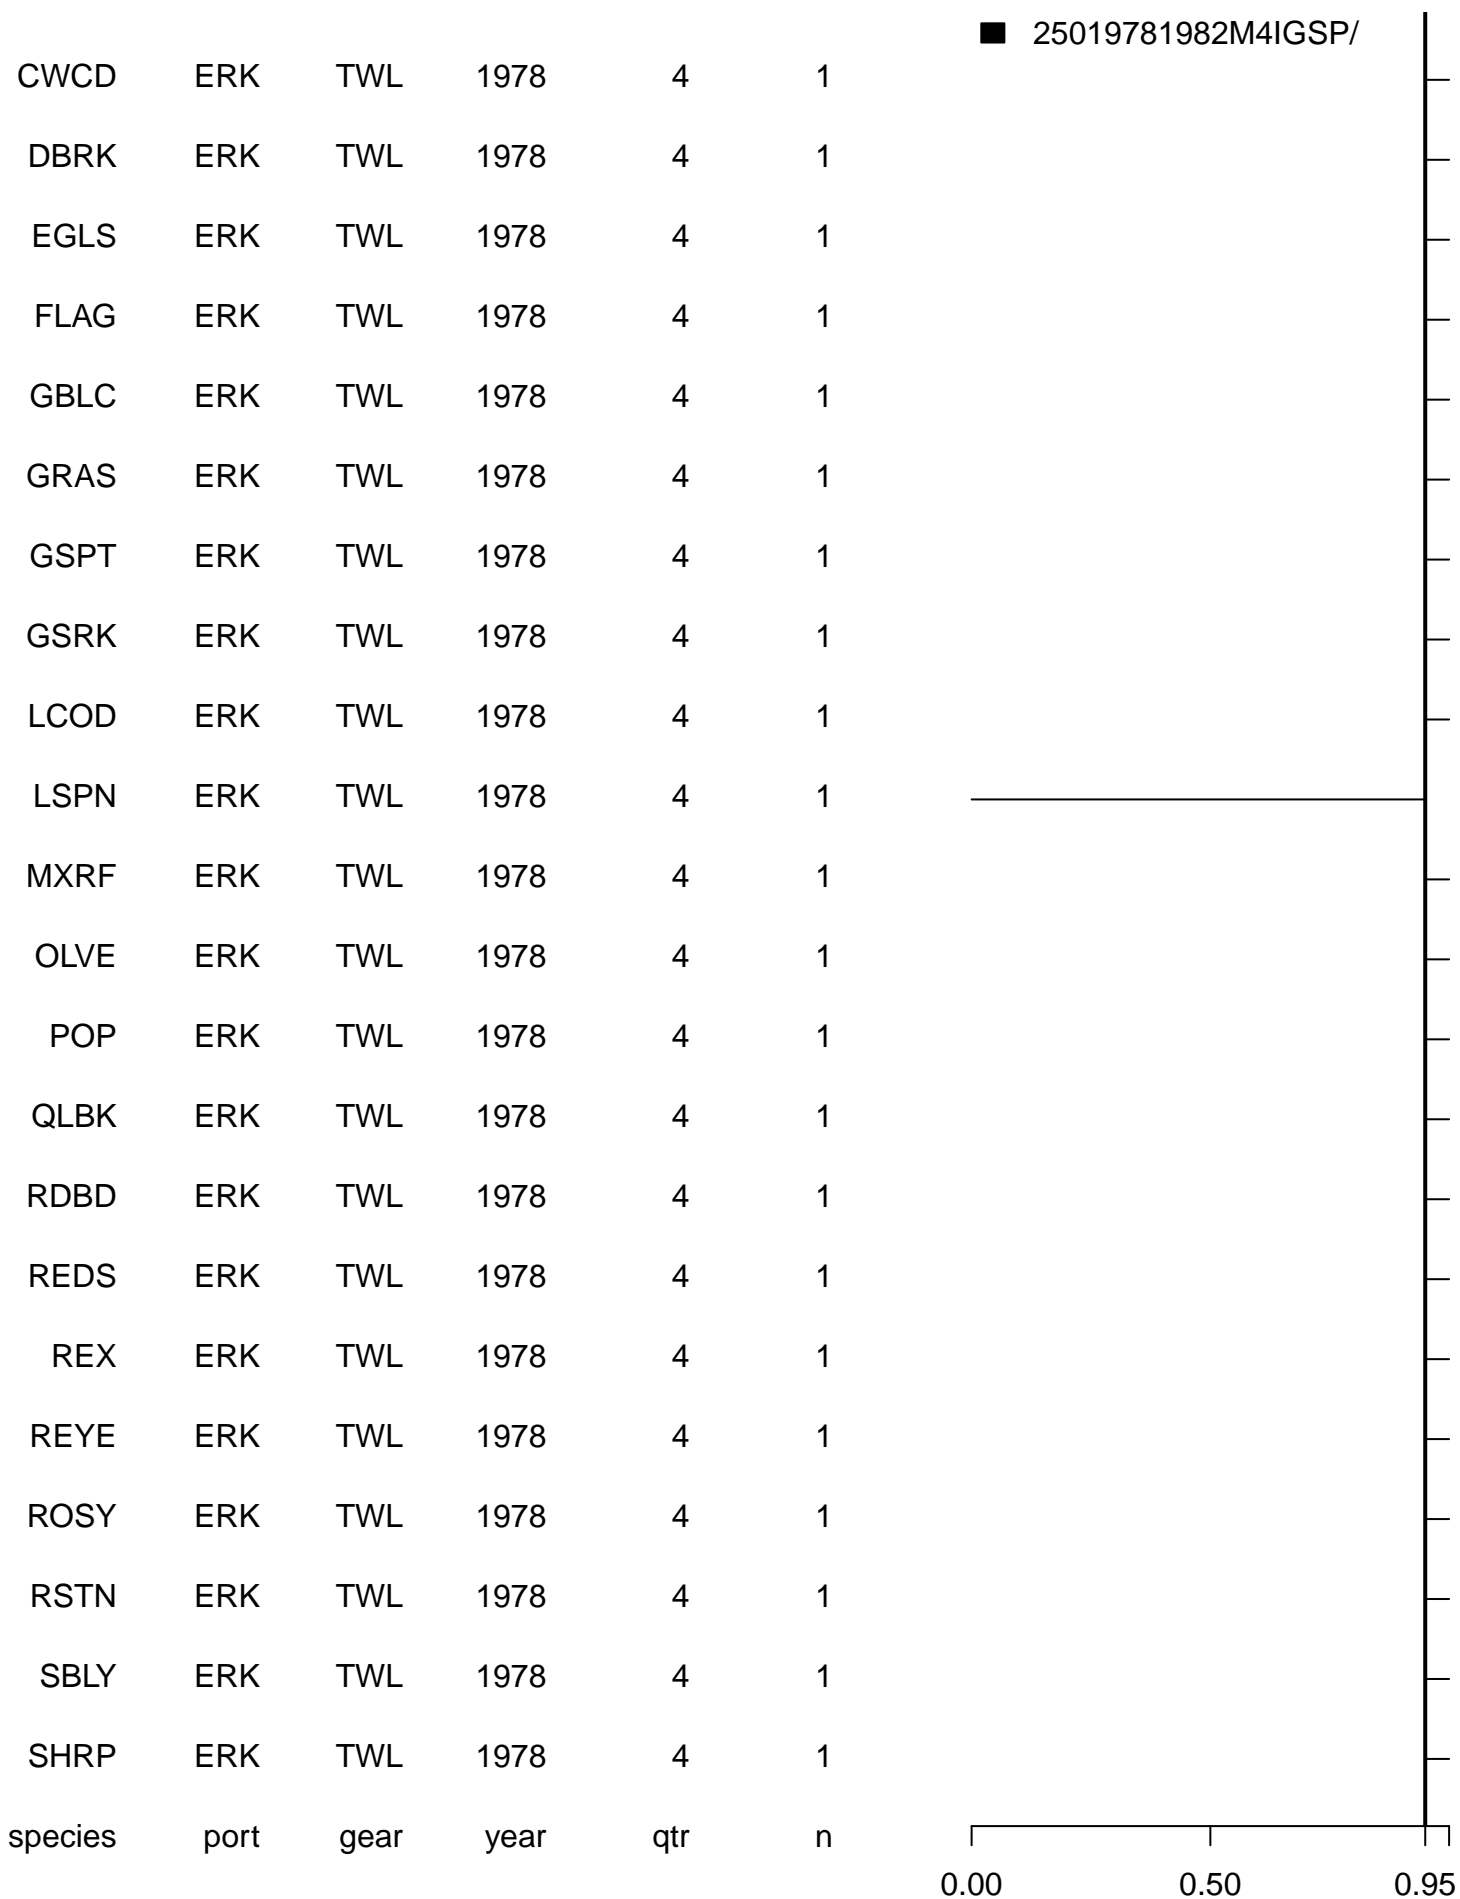 25019781982M4IGSP/
CWCD ERK TWL 1978 4 1
DBRK ERK TWL 1978 4 1
EGLS ERK TWL 1978 4 1
FLAG ERK TWL 1978 4 1
GBLC ERK TWL 1978 4 1
GRAS ERK TWL 1978 4 1
GSPT ERK TWL 1978 4 1
GSRK ERK TWL 1978 4 1
LCOD ERK TWL 1978 4 1
LSPN ERK TWL 1978 4 1
MXRF ERK TWL 1978 4 1
OLVE ERK TWL 1978 4 1
POP ERK TWL 1978 4 1
QLBK ERK TWL 1978 4 1
RDBD ERK TWL 1978 4 1
REDS ERK TWL 1978 4 1
REX ERK TWL 1978 4 1
REYE ERK TWL 1978 4 1
ROSY ERK TWL 1978 4 1
RSTN ERK TWL 1978 4 1
SBLY ERK TWL 1978 4 1
SHRP ERK TWL 1978 4 1
species port gear year qtr n
0.00 0.50 0.95